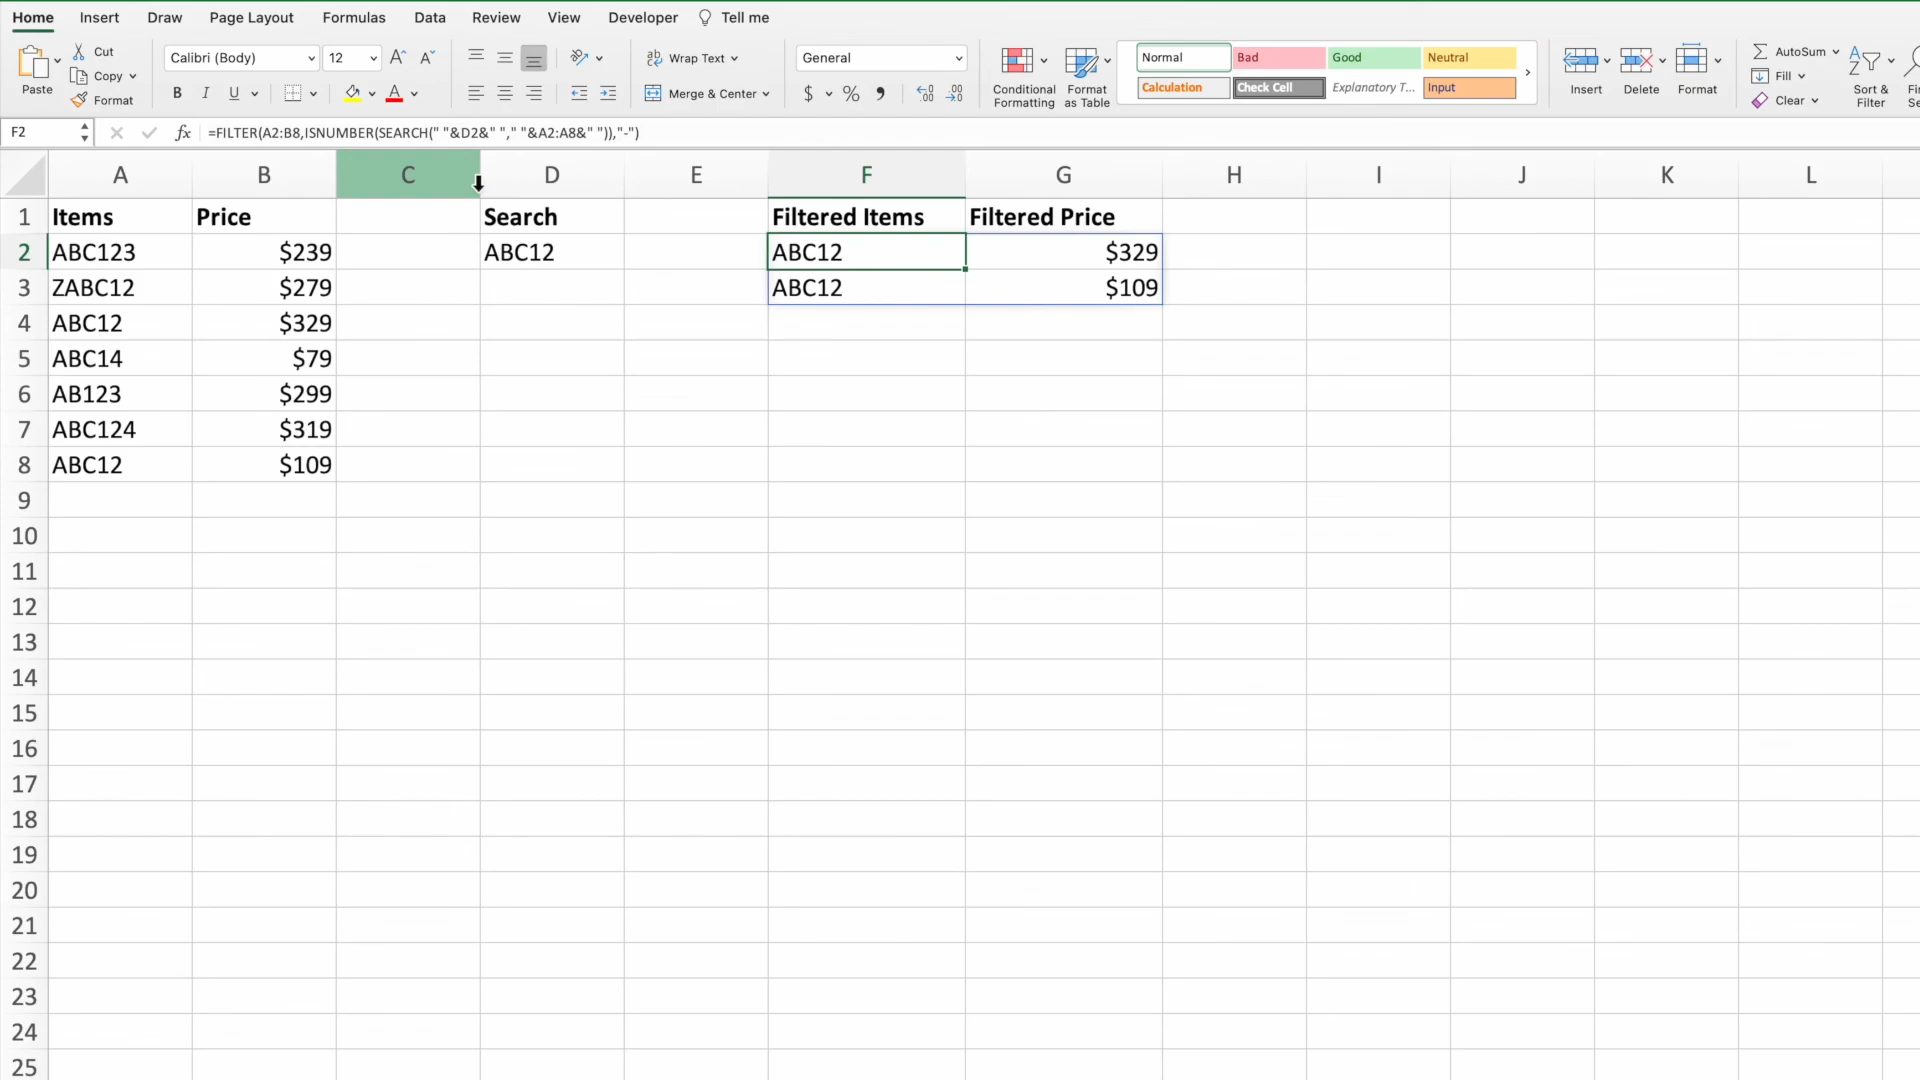 Home Insert Draw Page Layout Formulas Data Review View Developer Tell me
Paste Cut Copy Format
Calibri (Body) 12 A^ A˅
B I U A
Wrap Text
Merge & Center
General
$ %
Conditional Formatting
Format as Table
Normal Bad Good Neutral
Calculation Check Cell Explanatory T... Input
Insert Delete Format
AutoSum
Fill
Clear
Sort & Filter
F2 fx =FILTER(A2:B8,ISNUMBER(SEARCH(" "&D2&" "," "&A2:A8&" ")),"-")
A B C D E F G H I J K L
1 Items Price Search Filtered Items Filtered Price
2 ABC123 $239 ABC12 ABC12 $329
3 ZABC12 $279 ABC12 $109
4 ABC12 $329
5 ABC14 $79
6 AB123 $299
7 ABC124 $319
8 ABC12 $109
9
10
11
12
13
14
15
16
17
18
19
20
21
22
23
24
25